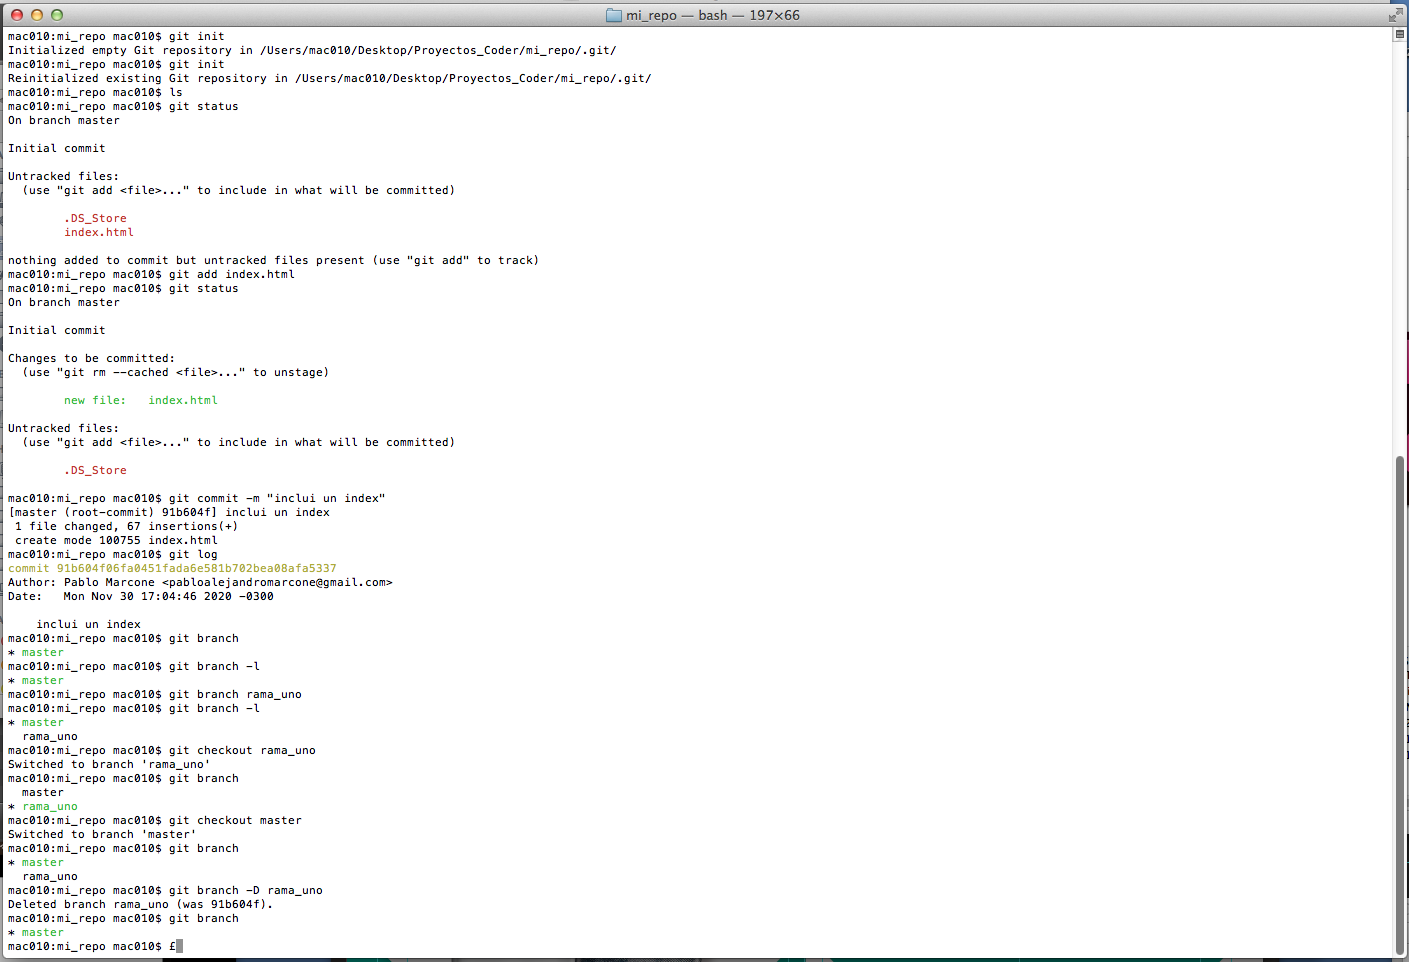 mi_repo — bash — 197×66
mac010:mi_repo mac010$ git init
Initialized empty Git repository in /Users/mac010/Desktop/Proyectos_Coder/mi_repo/.git/
mac010:mi_repo mac010$ git init
Reinitialized existing Git repository in /Users/mac010/Desktop/Proyectos_Coder/mi_repo/.git/
mac010:mi_repo mac010$ ls
mac010:mi_repo mac010$ git status
On branch master

Initial commit

Untracked files:
  (use "git add <file>..." to include in what will be committed)

        .DS_Store
        index.html

nothing added to commit but untracked files present (use "git add" to track)
mac010:mi_repo mac010$ git add index.html
mac010:mi_repo mac010$ git status
On branch master

Initial commit

Changes to be committed:
  (use "git rm --cached <file>..." to unstage)

        new file:   index.html

Untracked files:
  (use "git add <file>..." to include in what will be committed)

        .DS_Store

mac010:mi_repo mac010$ git commit -m "inclui un index"
[master (root-commit) 91b604f] inclui un index
 1 file changed, 67 insertions(+)
 create mode 100755 index.html
mac010:mi_repo mac010$ git log
commit 91b604f06fa0451fada6e581b702bea08afa5337
Author: Pablo Marcone <pabloalejandromarcone@gmail.com>
Date:   Mon Nov 30 17:04:46 2020 -0300

    inclui un index
mac010:mi_repo mac010$ git branch
* master
mac010:mi_repo mac010$ git branch -l
* master
mac010:mi_repo mac010$ git branch rama_uno
mac010:mi_repo mac010$ git branch -l
* master
  rama_uno
mac010:mi_repo mac010$ git checkout rama_uno
Switched to branch 'rama_uno'
mac010:mi_repo mac010$ git branch
  master
* rama_uno
mac010:mi_repo mac010$ git checkout master
Switched to branch 'master'
mac010:mi_repo mac010$ git branch
* master
  rama_uno
mac010:mi_repo mac010$ git branch -D rama_uno
Deleted branch rama_uno (was 91b604f).
mac010:mi_repo mac010$ git branch
* master
mac010:mi_repo mac010$ £